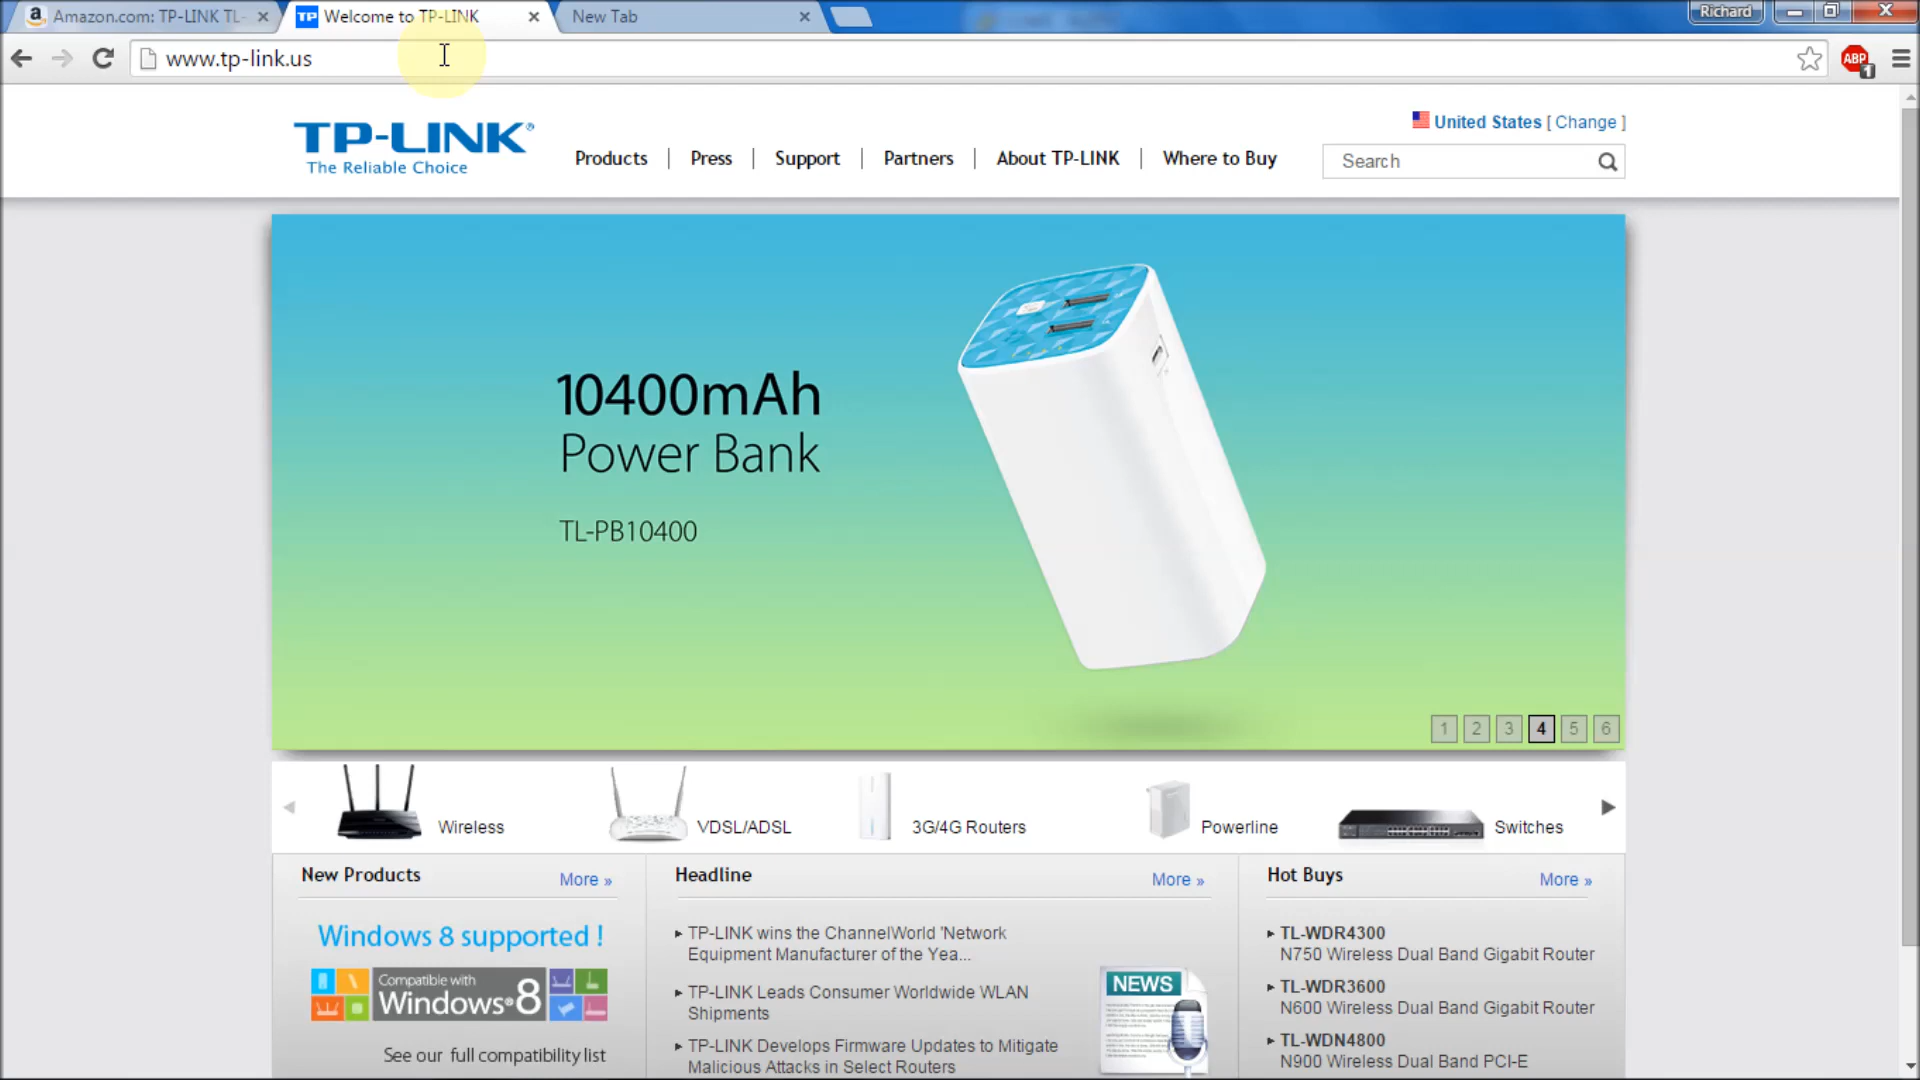 Amazon.com: TP-LINK TL-
Welcome to TP-LINK
New Tab
Richard
www.tp-link.us
ABP
1
TP-LINK®
The Reliable Choice
Products | Press | Support | Partners | About TP-LINK | Where to Buy
United States [ Change ]
Search
10400mAh
Power Bank
TL-PB10400
1 2 3 4 5 6
Wireless
VDSL/ADSL
3G/4G Routers
Powerline
Switches
New Products
More »
Windows 8 supported !
Compatible with
Windows®8
See our full compatibility list
Headline
More »
TP-LINK wins the ChannelWorld 'Network
Equipment Manufacturer of the Yea...
TP-LINK Leads Consumer Worldwide WLAN
Shipments
TP-LINK Develops Firmware Updates to Mitigate
Malicious Attacks in Select Routers
NEWS
Hot Buys
More »
TL-WDR4300
N750 Wireless Dual Band Gigabit Router
TL-WDR3600
N600 Wireless Dual Band Gigabit Router
TL-WDN4800
N900 Wireless Dual Band PCI-E